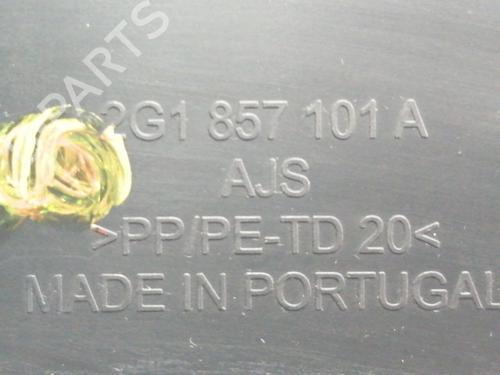 PARTS
2G1 857 101 A
AJS
>PP/PE-TD 20<
MADE IN PORTUGAL